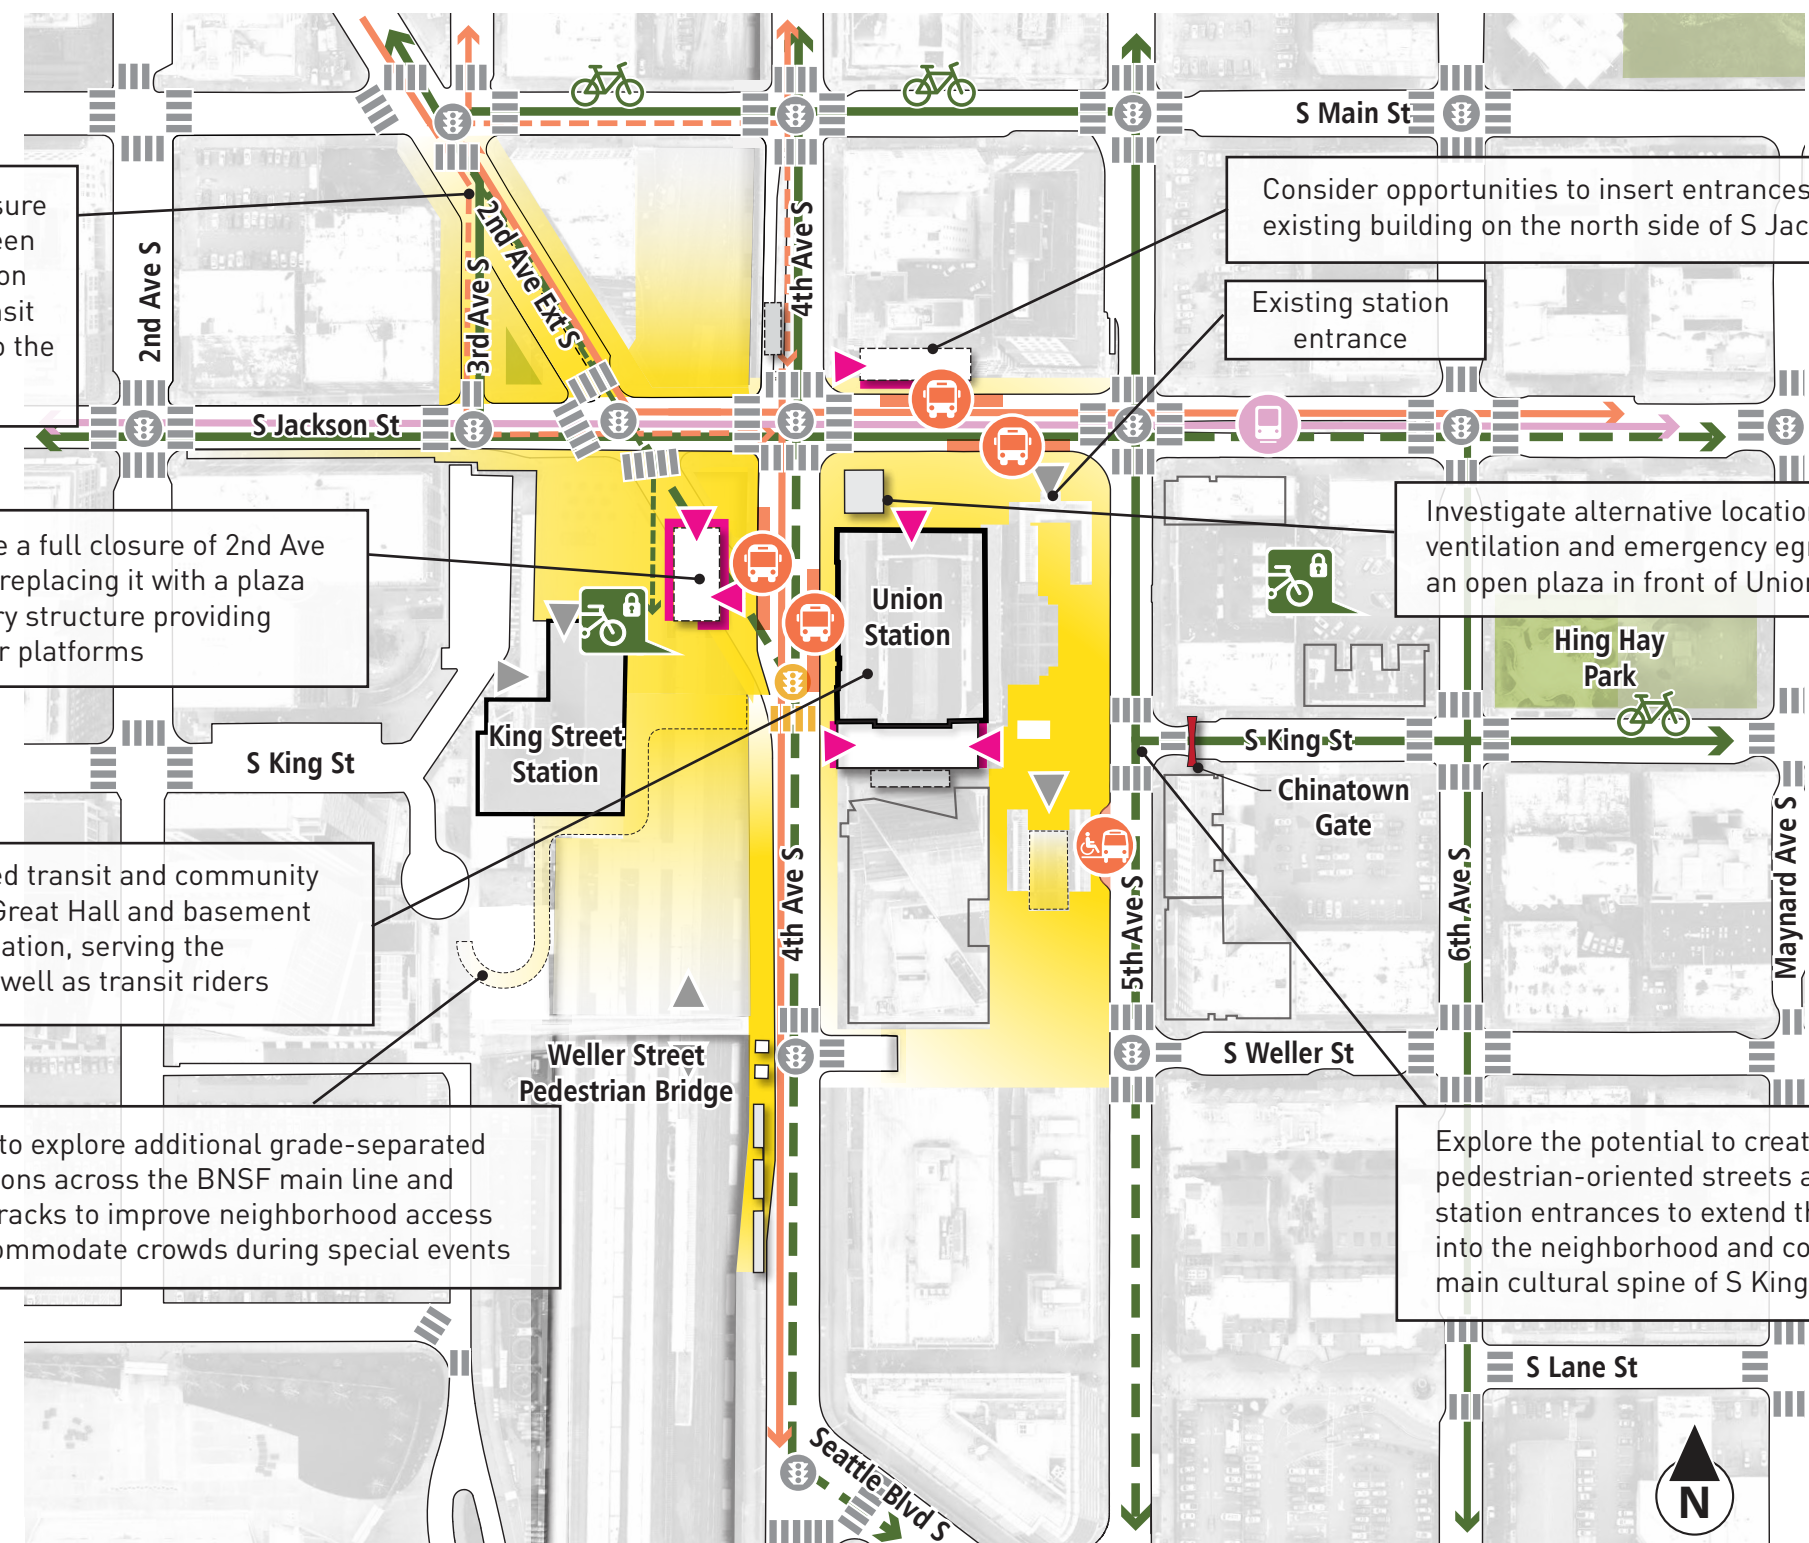 S Main St
Consider opportunities to insert entrances
existing building on the north side of S Jac
Existing station
entrance
sure
een
on
nsit
o the
2nd Ave S
3rd Ave S
2nd Ave Ext S
4th Ave S
S Jackson St
e a full closure of 2nd Ave
replacing it with a plaza
ry structure providing
r platforms
Union
Station
Investigate alternative location
ventilation and emergency egr
an open plaza in front of Union
Hing Hay
Park
King Street
Station
S King St
S King St
Chinatown
Gate
ed transit and community
Great Hall and basement
ation, serving the
well as transit riders
4th Ave S
5th Ave S
6th Ave S
Maynard Ave S
Weller Street
Pedestrian Bridge
S Weller St
to explore additional grade-separated
ons across the BNSF main line and
racks to improve neighborhood access
ommodate crowds during special events
Explore the potential to creat
pedestrian-oriented streets a
station entrances to extend th
into the neighborhood and co
main cultural spine of S King
S Lane St
Seattle Blvd S
N